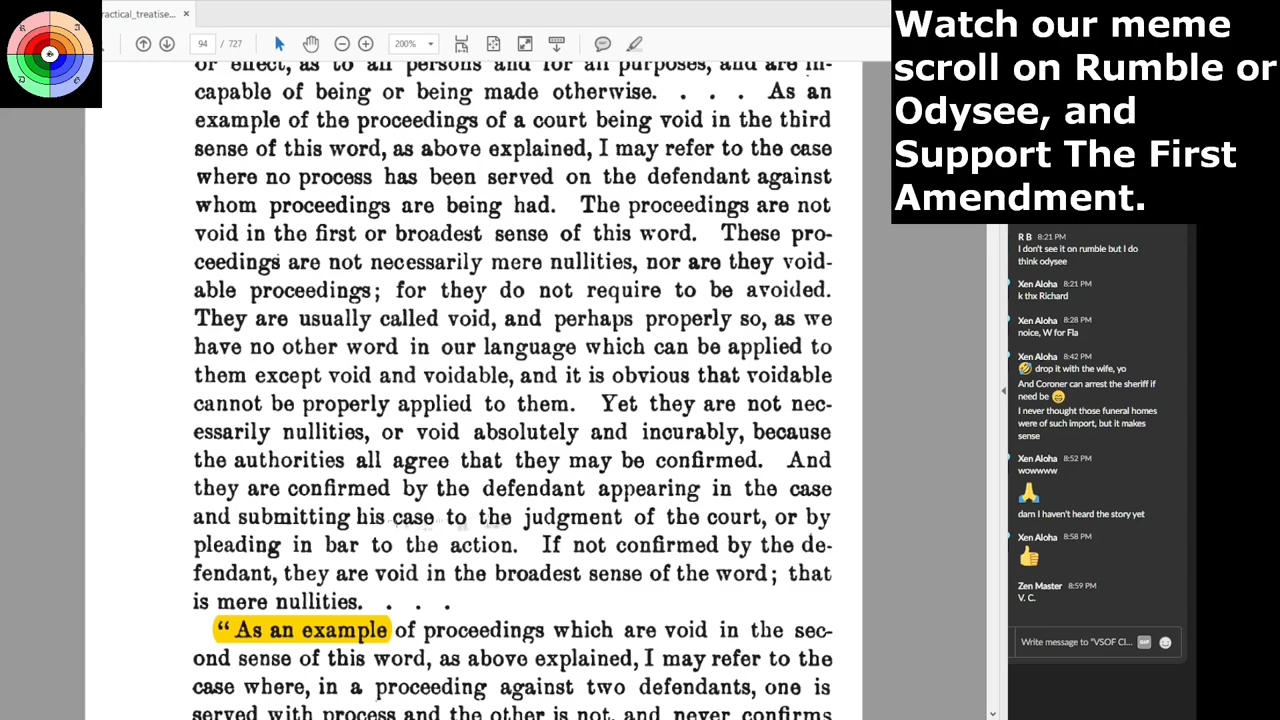 ractical_treatise...
94 / 727
200%
or effect, as to all persons and for all purposes, and are in-
capable of being or being made otherwise. . . . As an
example of the proceedings of a court being void in the third
sense of this word, as above explained, I may refer to the case
where no process has been served on the defendant against
whom proceedings are being had. The proceedings are not
void in the first or broadest sense of this word. These pro-
ceedings are not necessarily mere nullities, nor are they void-
able proceedings; for they do not require to be avoided.
They are usually called void, and perhaps properly so, as we
have no other word in our language which can be applied to
them except void and voidable, and it is obvious that voidable
cannot be properly applied to them. Yet they are not nec-
essarily nullities, or void absolutely and incurably, because
the authorities all agree that they may be confirmed. And
they are confirmed by the defendant appearing in the case
and submitting his case to the judgment of the court, or by
pleading in bar to the action. If not confirmed by the de-
fendant, they are void in the broadest sense of the word; that
is mere nullities. . . .
“As an example of proceedings which are void in the sec-
ond sense of this word, as above explained, I may refer to the
case where, in a proceeding against two defendants, one is
served with process and the other is not, and never confirms
Watch our meme
scroll on Rumble or
Odysee, and
Support The First
Amendment.
R B 8:21 PM
I don't see it on rumble but I do
think odysee
Xen Aloha 8:21 PM
k thx Richard
Xen Aloha 8:28 PM
noice, W for Fla
Xen Aloha 8:42 PM
🤣 drop it with the wife, yo
And Coroner can arrest the sheriff if
need be 😁
I never thought those funeral homes
were of such import, but it makes
sense
Xen Aloha 8:52 PM
wowwww
🙏
dam I haven't heard the story yet
Xen Aloha 8:58 PM
👍
Zen Master 8:59 PM
V. C.
Write message to "VSOF Cl...
GIF